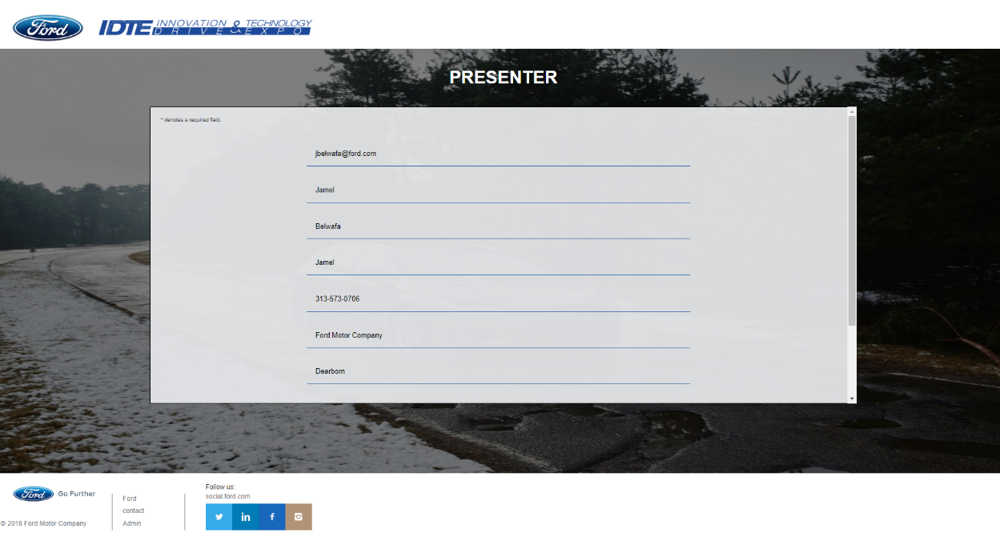 Ford
IDTE INNOVATION & TECHNOLOGY
DRIVE & EXPO
PRESENTER
* denotes a required field.
jbelwafa@ford.com
Jamel
Belwafa
Jamel
313-573-0706
Ford Motor Company
Dearborn
Ford Go Further
© 2018 Ford Motor Company
Ford
contact
Admin
Follow us:
social.ford.com
in
f